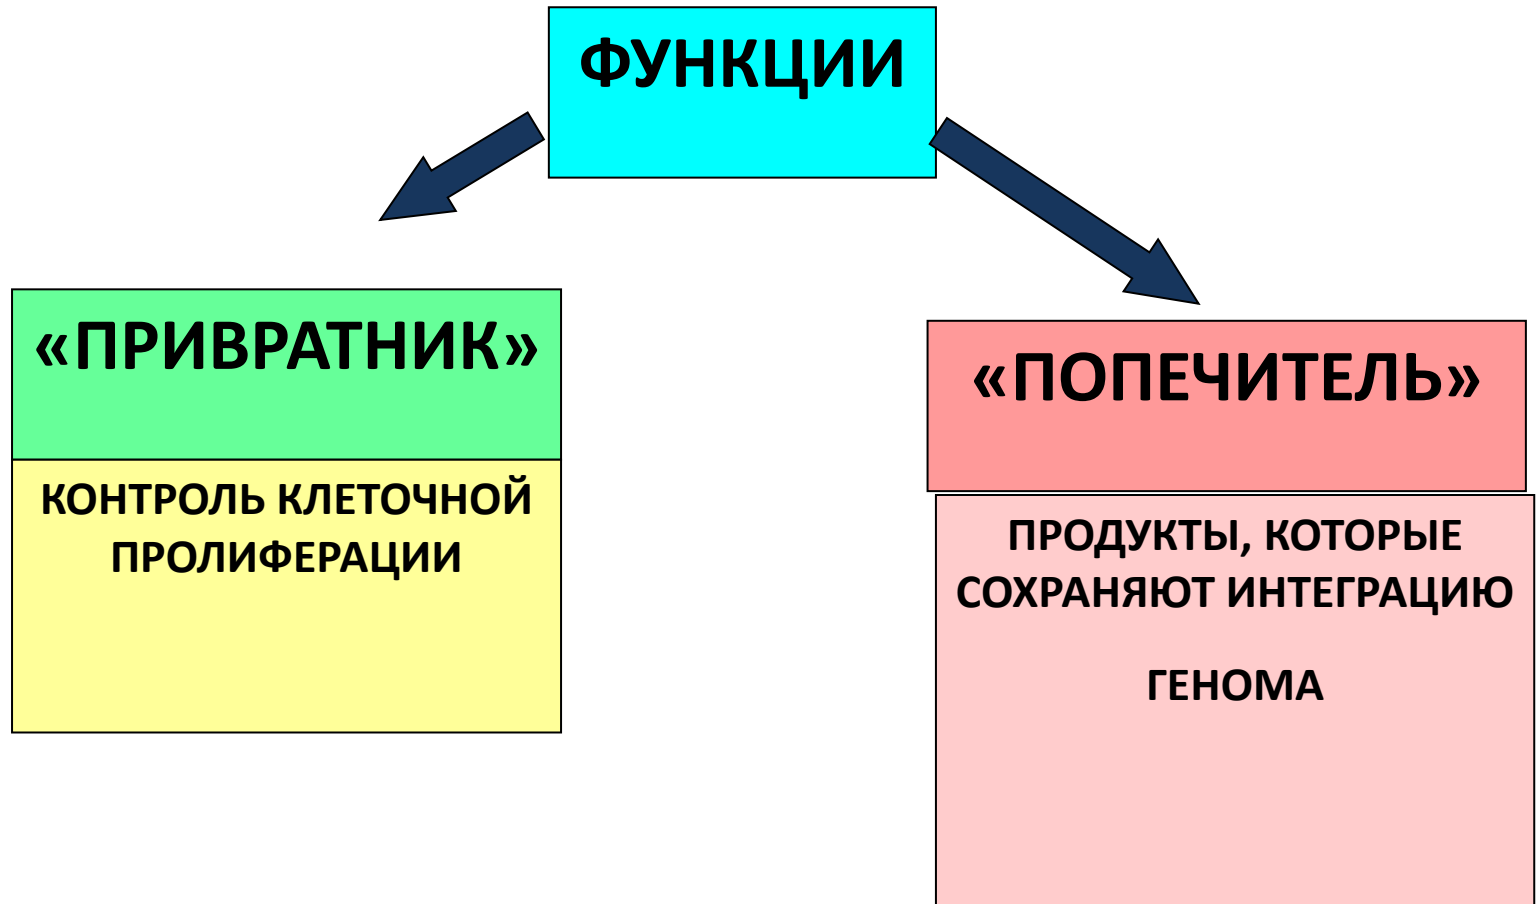 ФУНКЦИИ
«ПРИВРАТНИК»
КОНТРОЛЬ КЛЕТОЧНОЙ
ПРОЛИФЕРАЦИИ
«ПОПЕЧИТЕЛЬ»
ПРОДУКТЫ, КОТОРЫЕ
СОХРАНЯЮТ ИНТЕГРАЦИЮ
ГЕНОМА